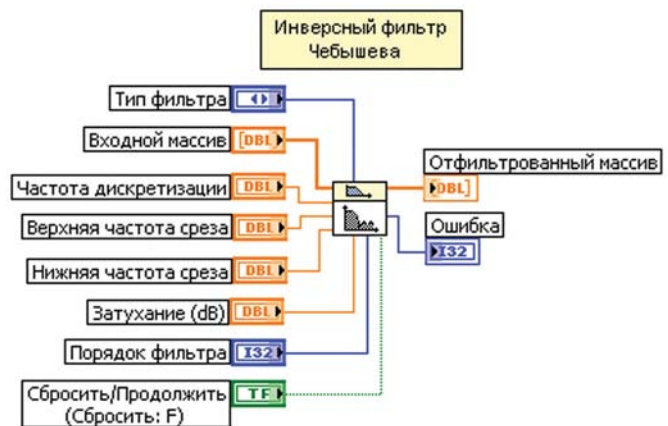 Инверсный фильтр
Чебышева
Тип фильтра
Входной массив [DBL]
Частота дискретизации DBL
Верхняя частота среза DBL
Нижняя частота среза DBL
Затухание (dB) DBL
Порядок фильтра I32
Сбросить/Продолжить TF
(Сбросить: F)
Отфильтрованный массив
[DBL]
Ошибка
I32